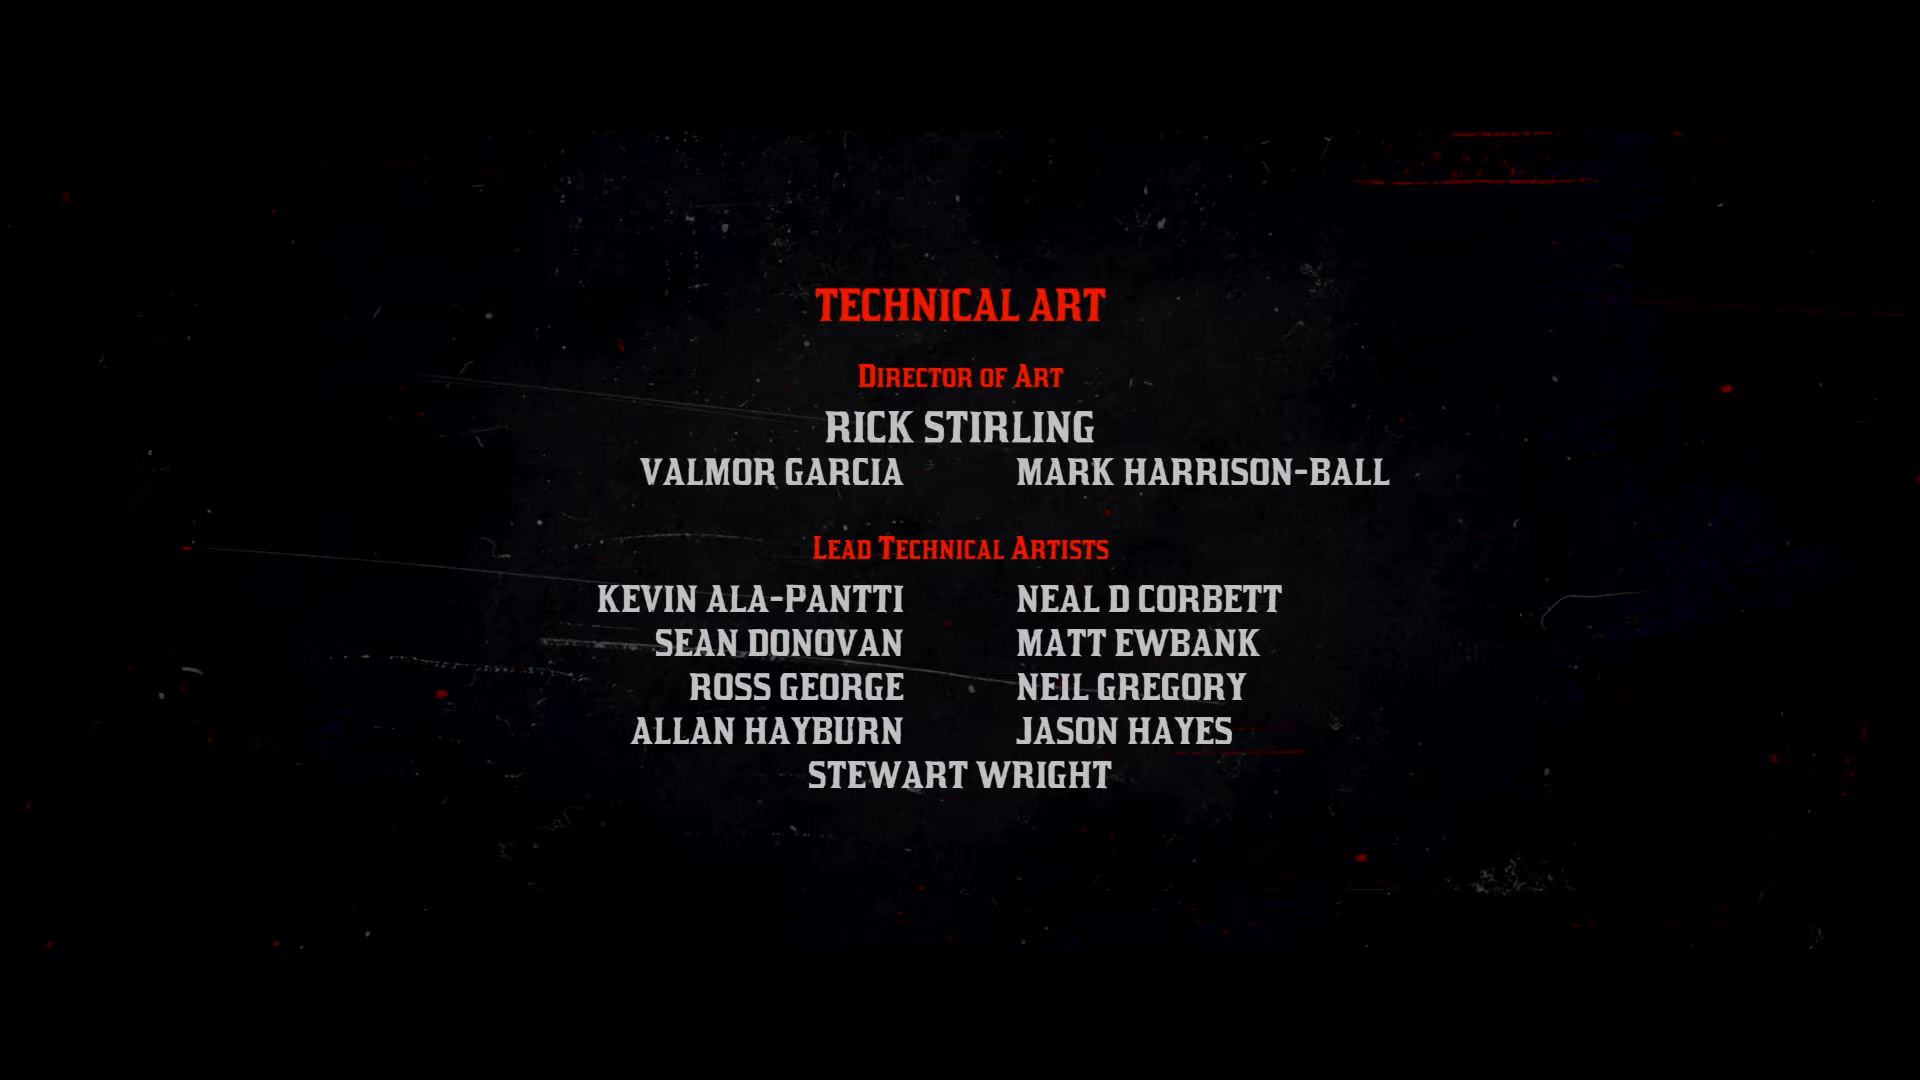 TECHNICAL ART
DIRECTOR OF ART
RICK STIRLING
VALMOR GARCIA MARK HARRISON-BALL
LEAD TECHNICAL ARTISTS
KEVIN ALA-PANTTI NEAL D CORBETT
SEAN DONOVAN MATT EWBANK
ROSS GEORGE NEIL GREGORY
ALLAN HAYBURN JASON HAYES
STEWART WRIGHT